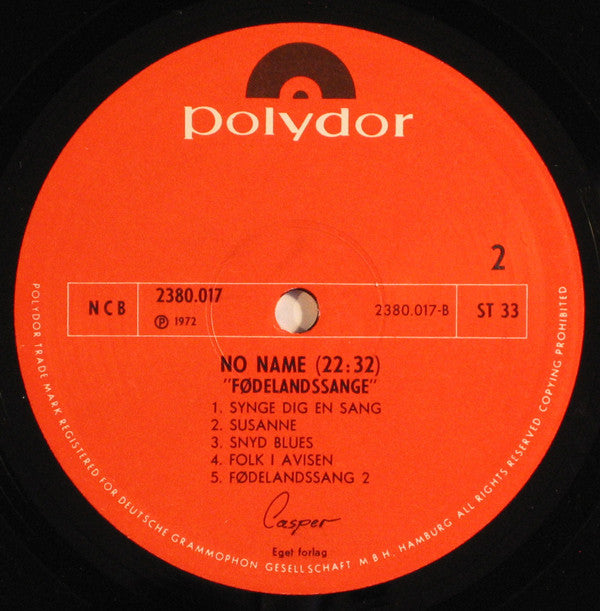 polydor
2
NCB
2380.017
℗ 1972
2380.017-B
ST 33
NO NAME (22:32)
"FØDELANDSSANGE"
1. SYNGE DIG EN SANG
2. SUSANNE
3. SNYD BLUES
4. FOLK I AVISEN
5. FØDELANDSSANG 2
Casper
Eget forlag
POLYDOR TRADE MARK REGISTERED FOR DEUTSCHE GRAMMOPHON GESELLSCHAFT M B H. HAMBURG ALL RIGHTS RESERVED COPYING PROHIBITED